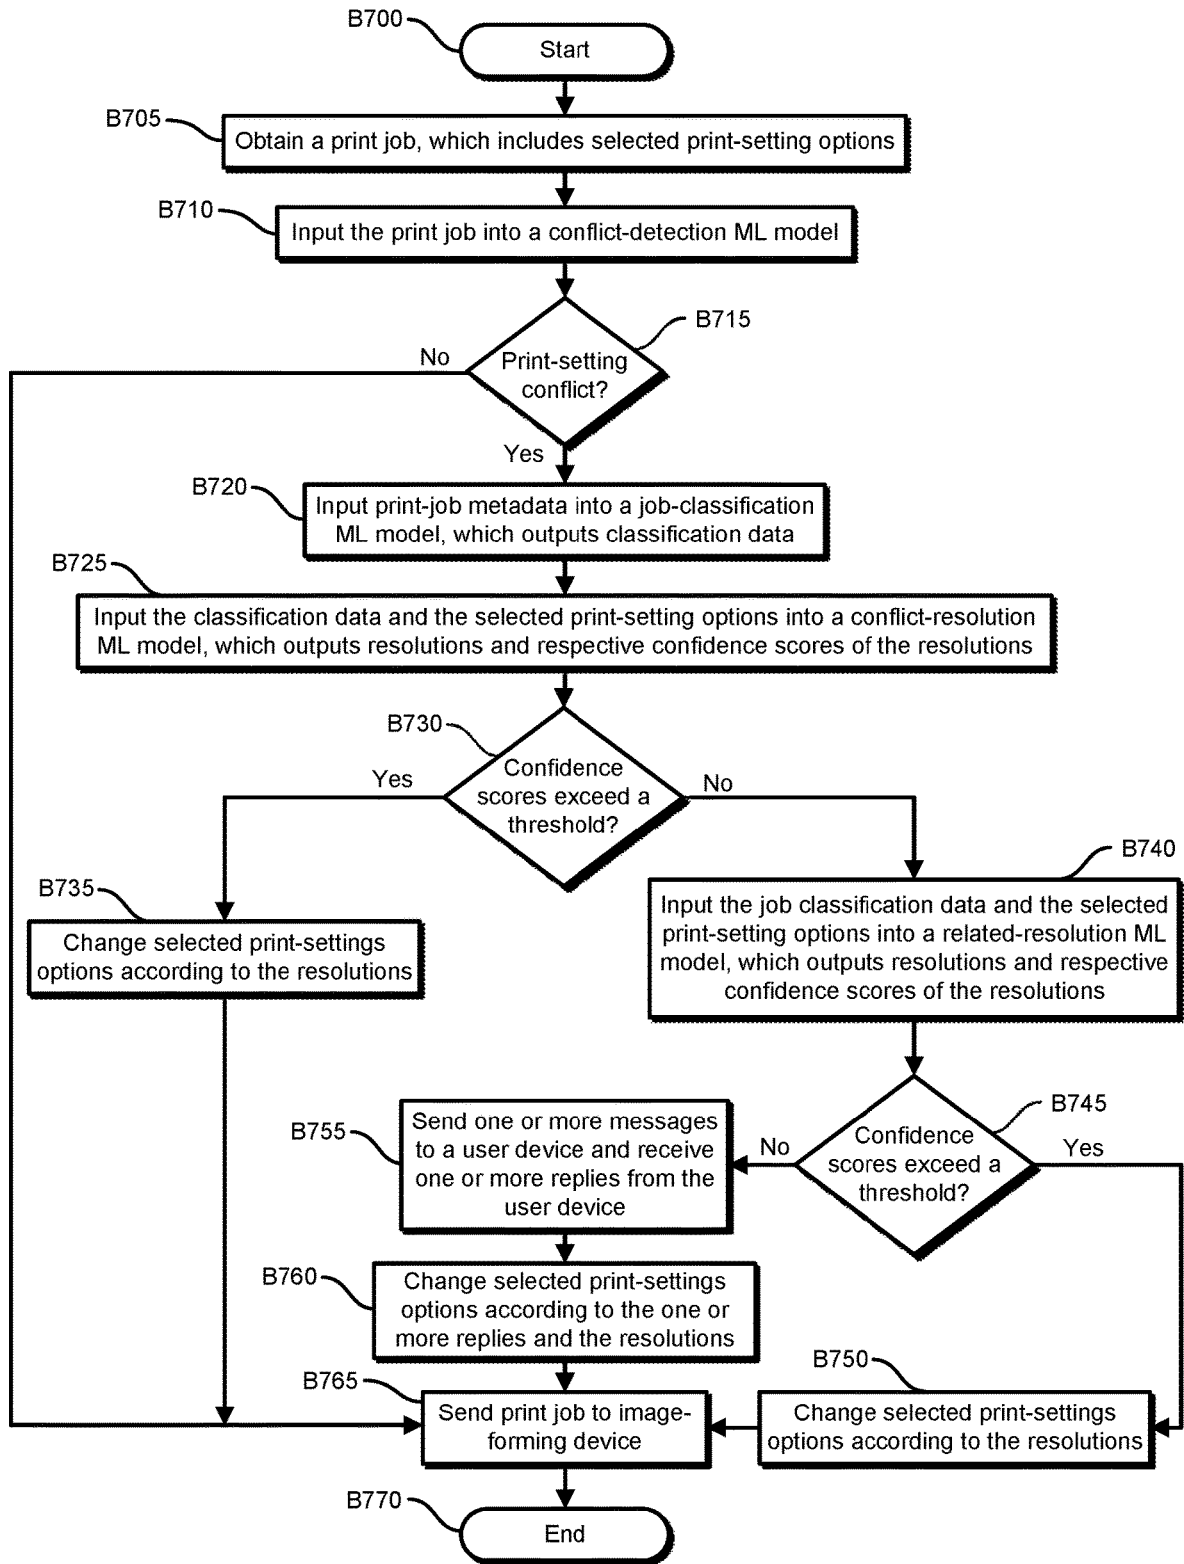 B700
Start
B705
Obtain a print job, which includes selected print-setting options
B710
Input the print job into a conflict-detection ML model
B715
No
Print-setting
conflict?
Yes
B720
Input print-job metadata into a job-classification
ML model, which outputs classification data
B725
Input the classification data and the selected print-setting options into a conflict-resolution
ML model, which outputs resolutions and respective confidence scores of the resolutions
B730
Yes
Confidence
scores exceed a
threshold?
No
B735
Change selected print-settings
options according to the resolutions
B740
Input the job classification data and the selected
print-setting options into a related-resolution ML
model, which outputs resolutions and respective
confidence scores of the resolutions
B745
Confidence
scores exceed a
threshold?
No
Yes
B755
Send one or more messages
to a user device and receive
one or more replies from the
user device
B760
Change selected print-settings
options according to the one or
more replies and the resolutions
B750
Change selected print-settings
options according to the resolutions
B765
Send print job to image-
forming device
B770
End